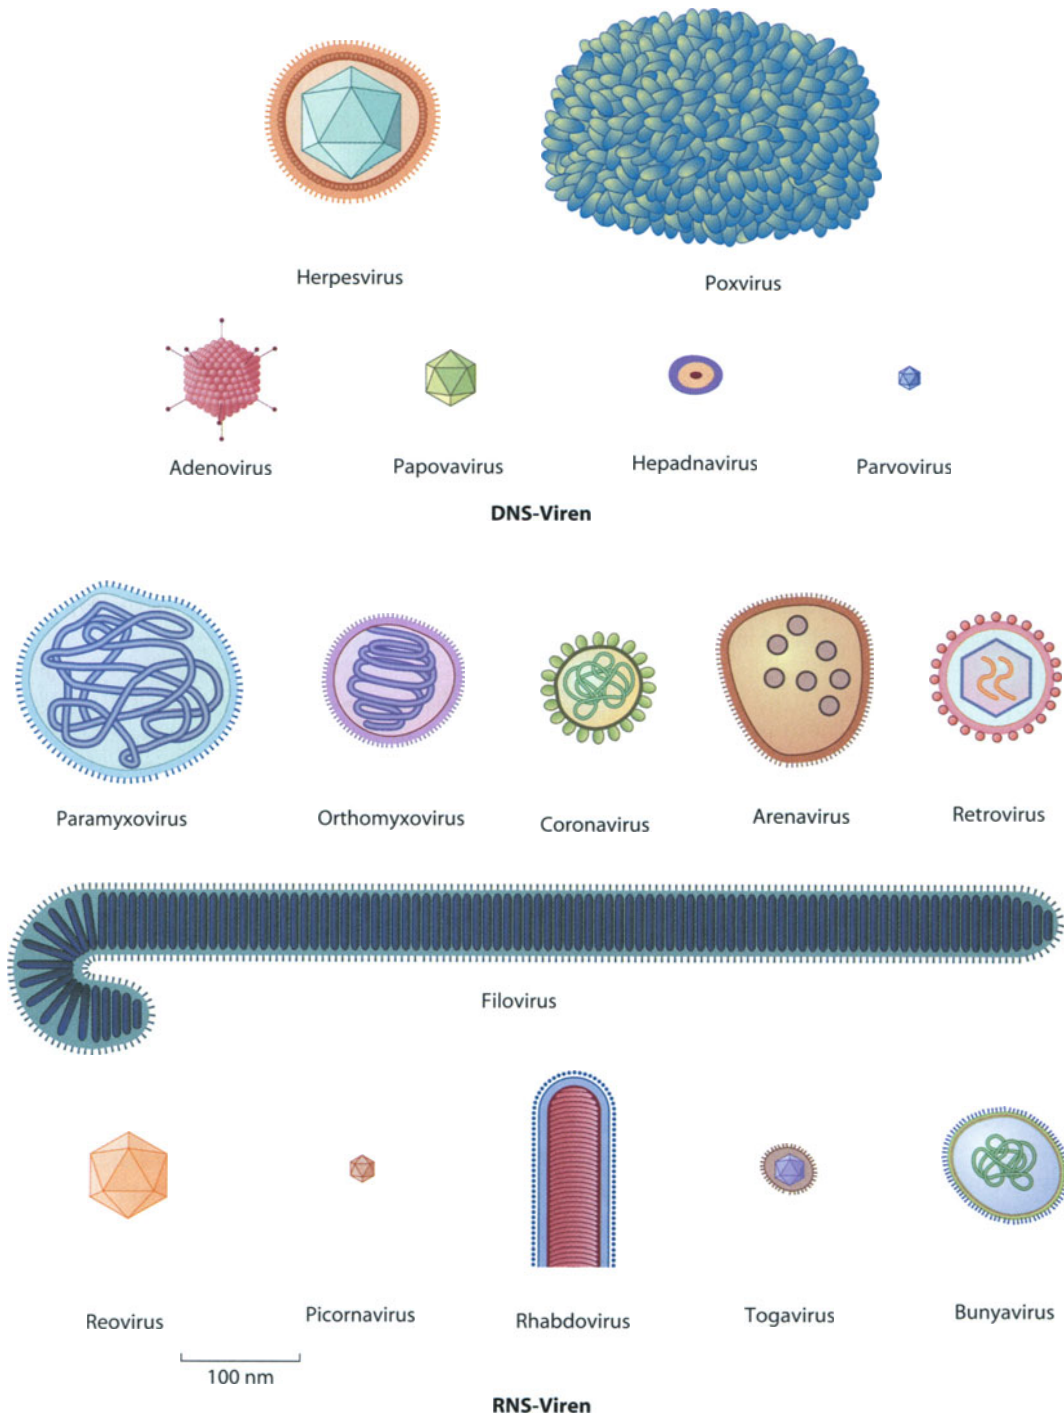 Herpesvirus
Poxvirus
Adenovirus
Papovavirus
Hepadnavirus
Parvovirus
DNS-Viren
Paramyxovirus
Orthomyxovirus
Coronavirus
Arenavirus
Retrovirus
Filovirus
Reovirus
Picornavirus
Rhabdovirus
Togavirus
Bunyavirus
100 nm
RNS-Viren